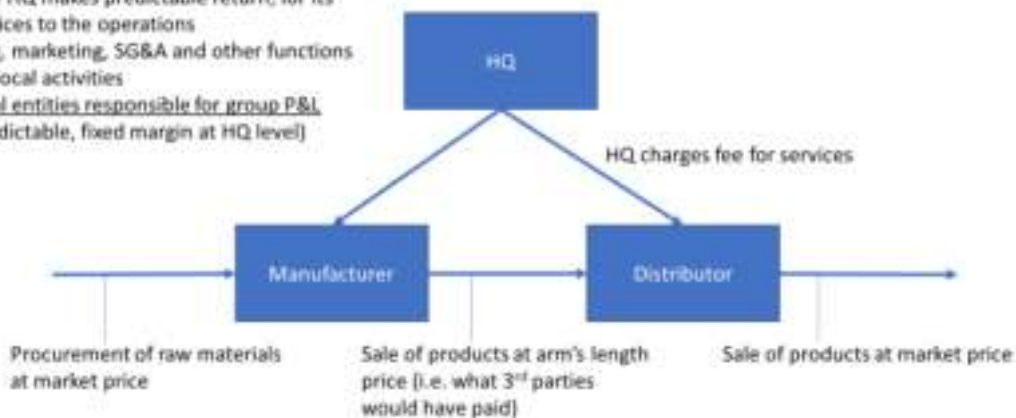 HQ makes predictable return, for its
ices to the operations
, marketing, SG&A and other functions
ocal activities
l entities responsible for group P&L
dictable, fixed margin at HQ level)
HQ
HQ charges fee for services
Manufacturer
Distributor
Procurement of raw materials
at market price
Sale of products at arm's length
price (i.e. what 3rd parties
would have paid)
Sale of products at market price